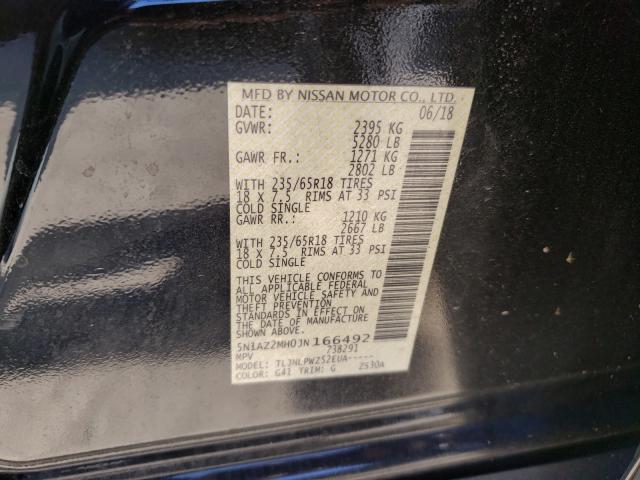 MFD BY NISSAN MOTOR CO., LTD.
DATE: 06/18
GVWR: 2395 KG
5280 LB
GAWR FR.: 1271 KG
2802 LB
WITH 235/65R18 TIRES
18 X 7.5 RIMS AT 33 PSI
COLD SINGLE
GAWR RR.: 1210 KG
2667 LB
WITH 235/65R18 TIRES
18 X 7.5 RIMS AT 33 PSI
COLD SINGLE
THIS VEHICLE CONFORMS TO
ALL APPLICABLE FEDERAL
MOTOR VEHICLE SAFETY AND
THEFT PREVENTION
STANDARDS IN EFFECT ON
THE DATE OF MANUFACTURE
SHOWN ABOVE.
5N1AZ2MH0JN166492
MPV 738291
MODEL: TLJNLPWZ52EUA-----
COLOR: G41 TRIM: G Z530A